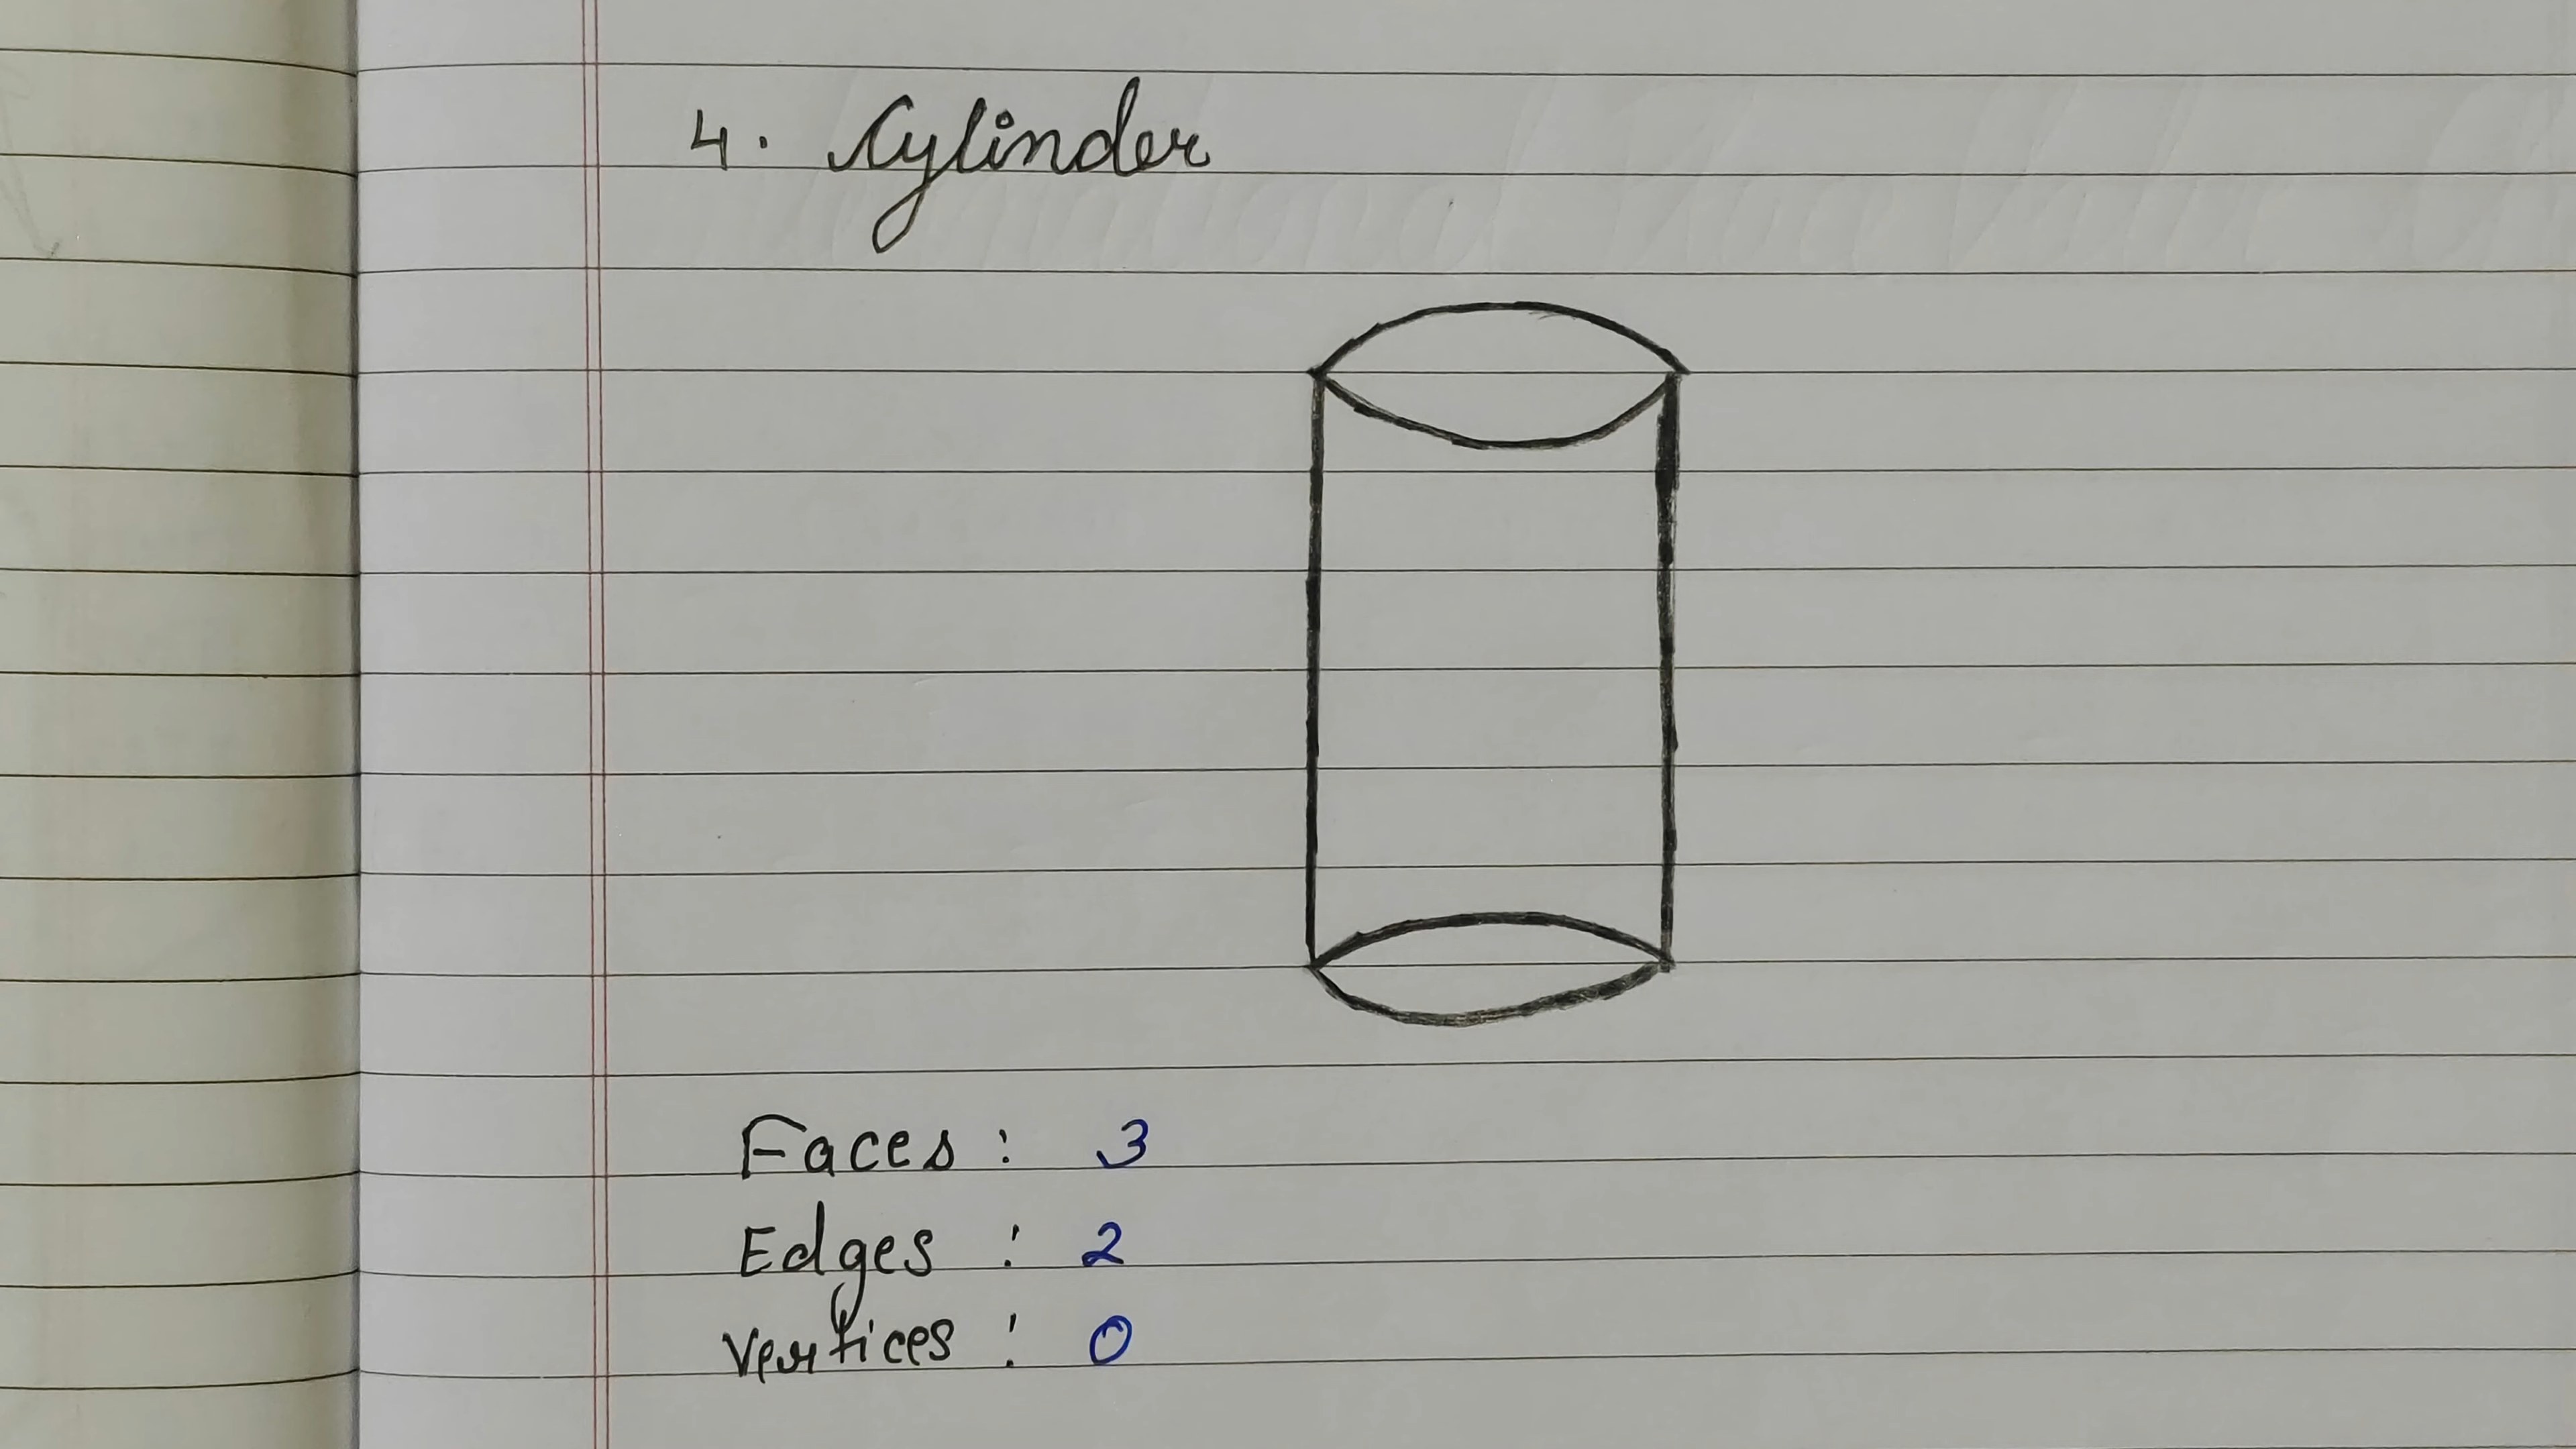 4. Cylinder
Faces : 3
Edges : 2
Vertices : 0